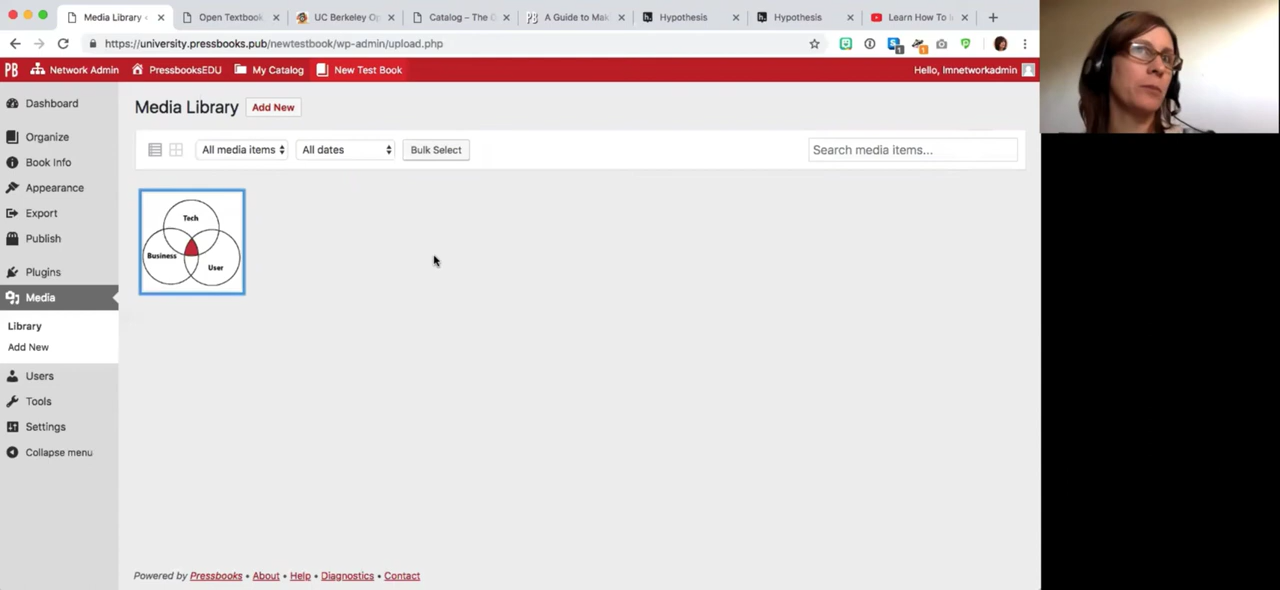 Media Library ‹
Open Textbook
UC Berkeley Op
Catalog – The O
A Guide to Mak
Hypothesis
Hypothesis
Learn How To
https://university.pressbooks.pub/newtestbook/wp-admin/upload.php
PB
Network Admin
PressbooksEDU
My Catalog
New Test Book
Hello, lmnetworkadmin
Dashboard
Organize
Book Info
Appearance
Export
Publish
Plugins
Media
Library
Add New
Users
Tools
Settings
Collapse menu
Media Library
Add New
All media items
All dates
Bulk Select
Search media items...
Tech
Business
User
Powered by Pressbooks • About • Help • Diagnostics • Contact